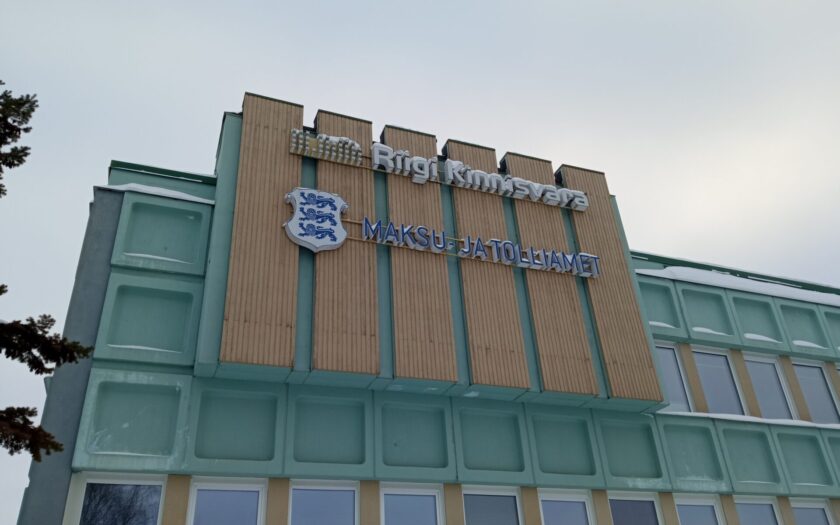 Riigi Kinnisvara
MAKSU- JA TOLLIAMET